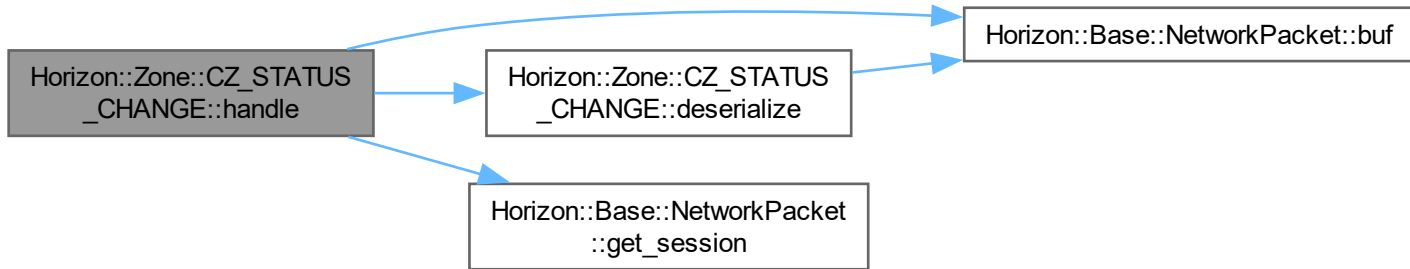 Horizon::Zone::CZ_STATUS
_CHANGE::handle
Horizon::Zone::CZ_STATUS
_CHANGE::deserialize
Horizon::Base::NetworkPacket::buf
Horizon::Base::NetworkPacket
::get_session